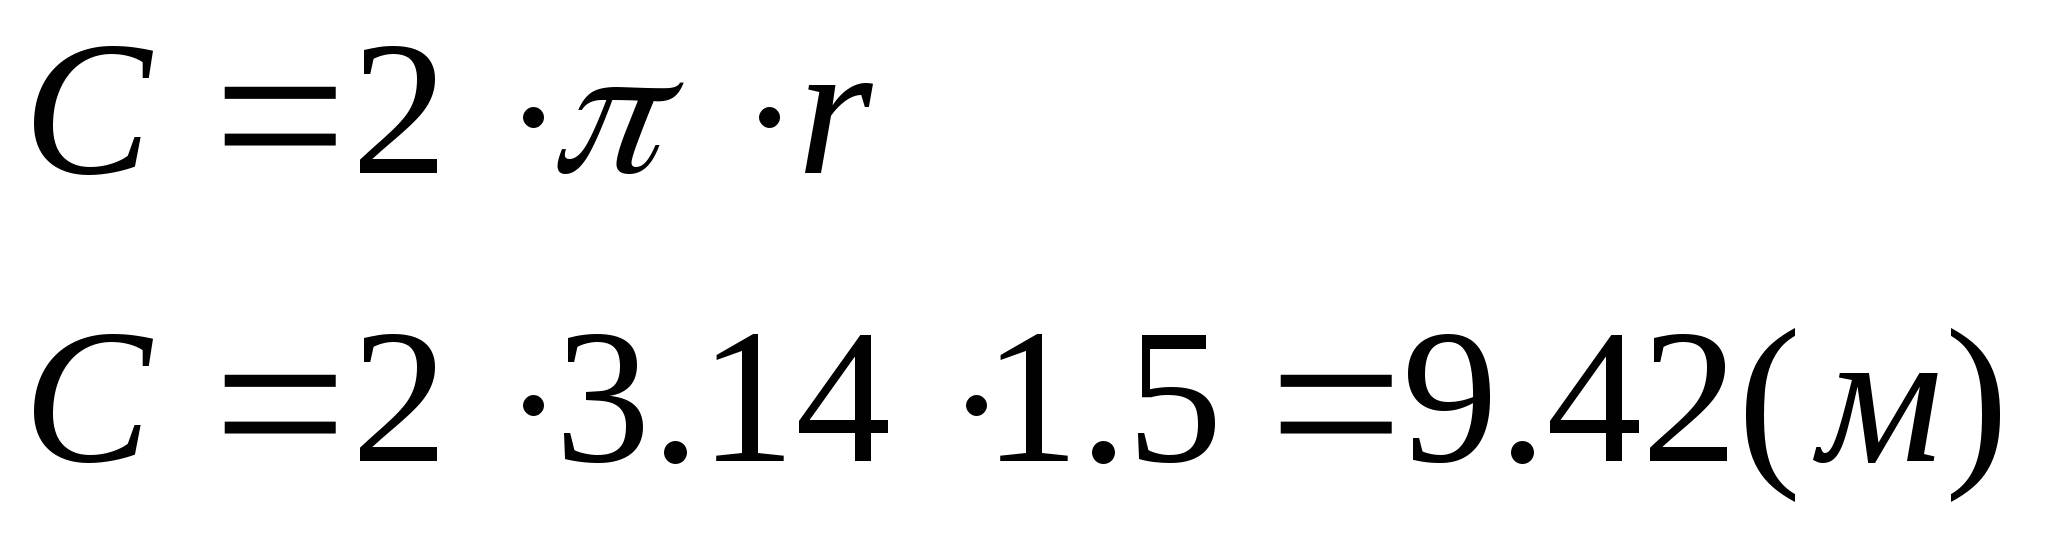 C = 2 · π · r
C = 2 · 3.14 · 1.5 = 9.42(м)